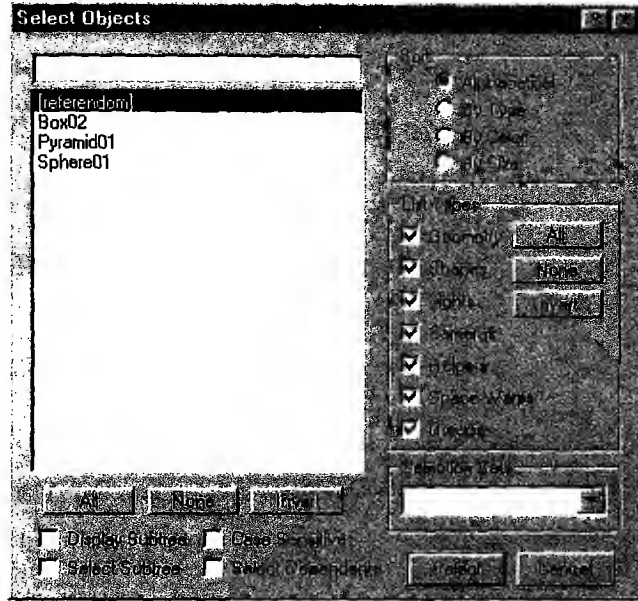 Select Objects
[referendom]
Box02
Pyramid01
Sphere01
Sort
Alphabetical
By Type
By Color
By Size
List Types
Geometry
Shapes
Lights
Cameras
Helpers
Space Warps
Groups
All
None
Invert
Selection Sets
All
None
Invert
Display Subtree
Case Sensitive
Select Subtree
Select Dependents
Select
Cancel